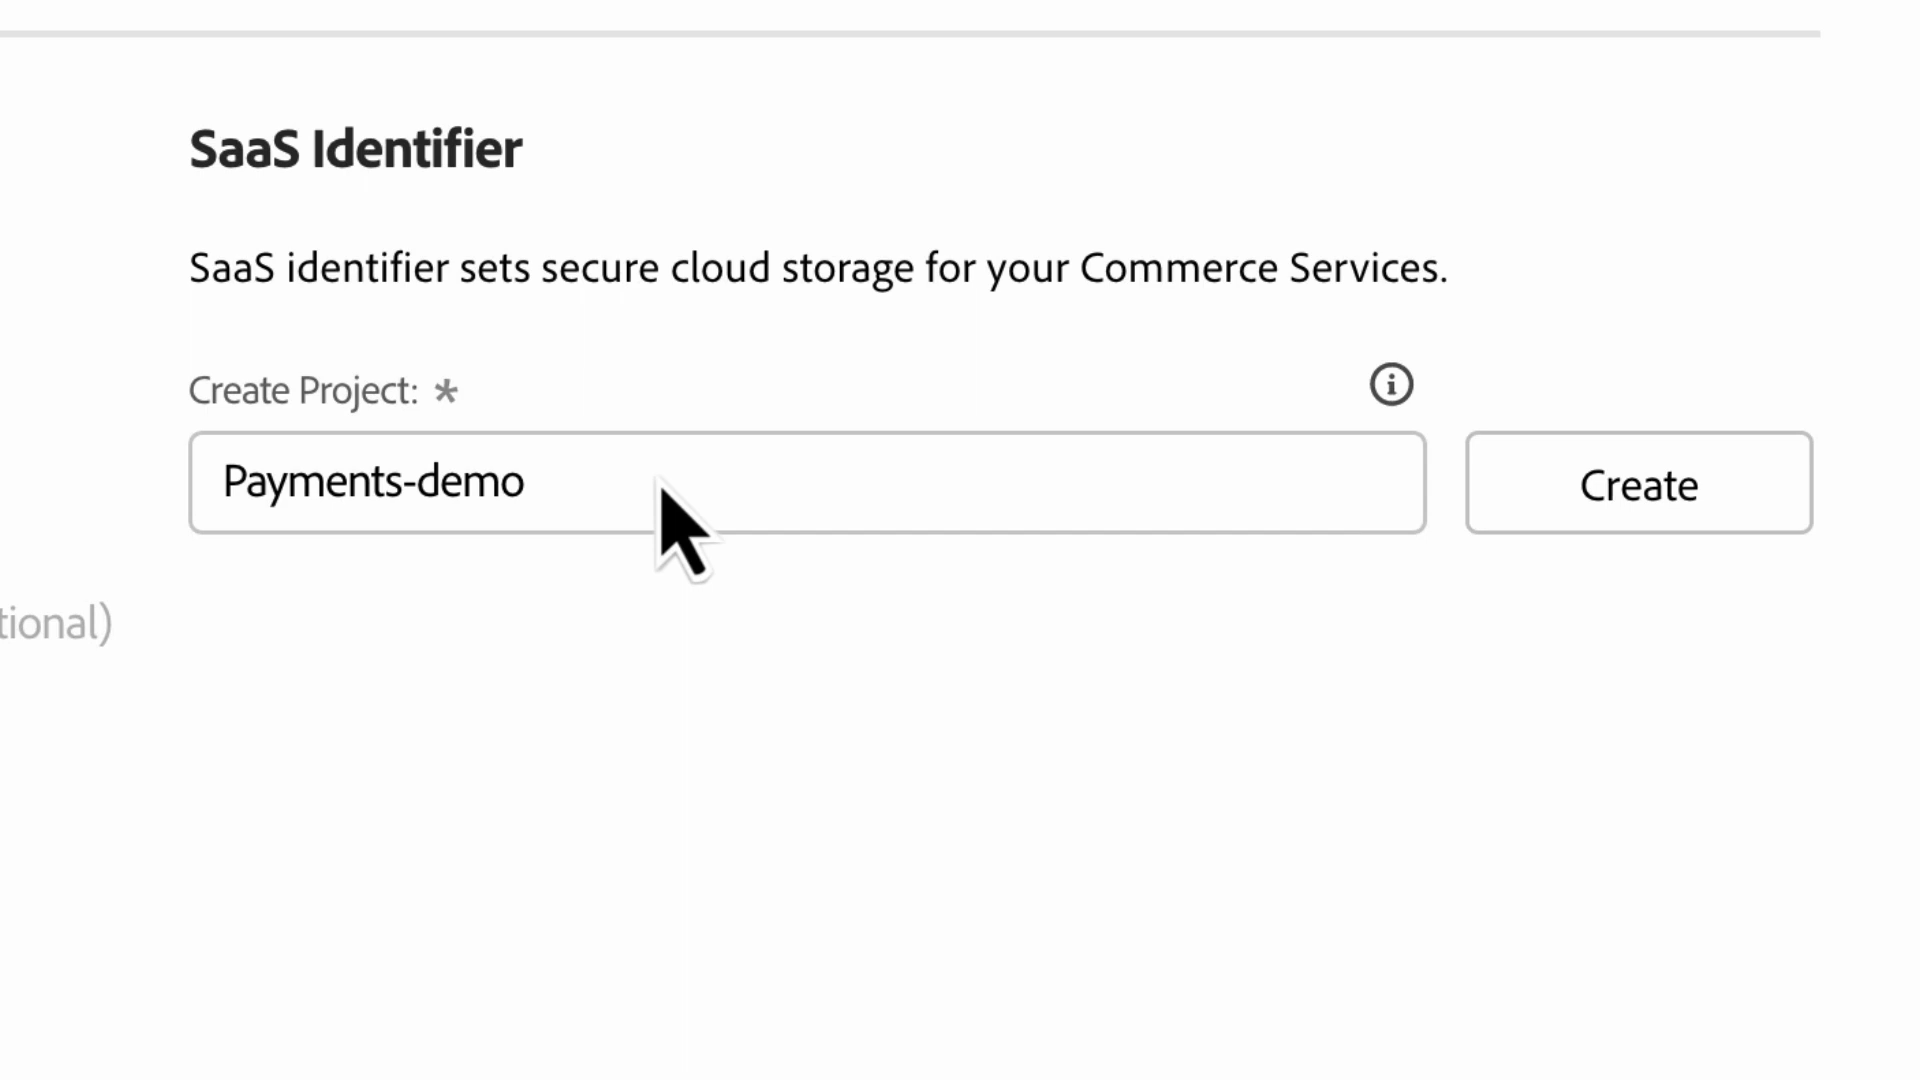 SaaS Identifier
SaaS identifier sets secure cloud storage for your Commerce Services.
Create Project: *
Payments-demo
Create
tional)